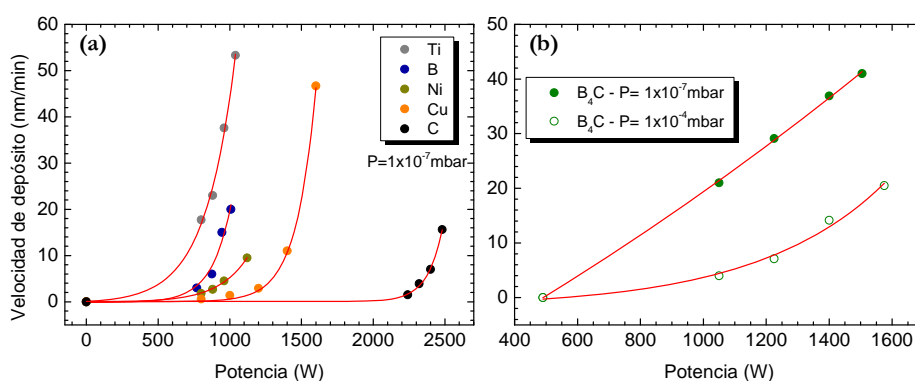 (a)
Velocidad de depósito (nm/min)
60
50
40
30
20
10
0
Ti
B
Ni
Cu
C
P=1x10⁻⁷mbar
0 500 1000 1500 2000 2500
Potencia (W)
(b)
50
40
30
20
10
0
B₄C - P= 1x10⁻⁷mbar
B₄C - P= 1x10⁻⁴mbar
400 600 800 1000 1200 1400 1600
Potencia (W)